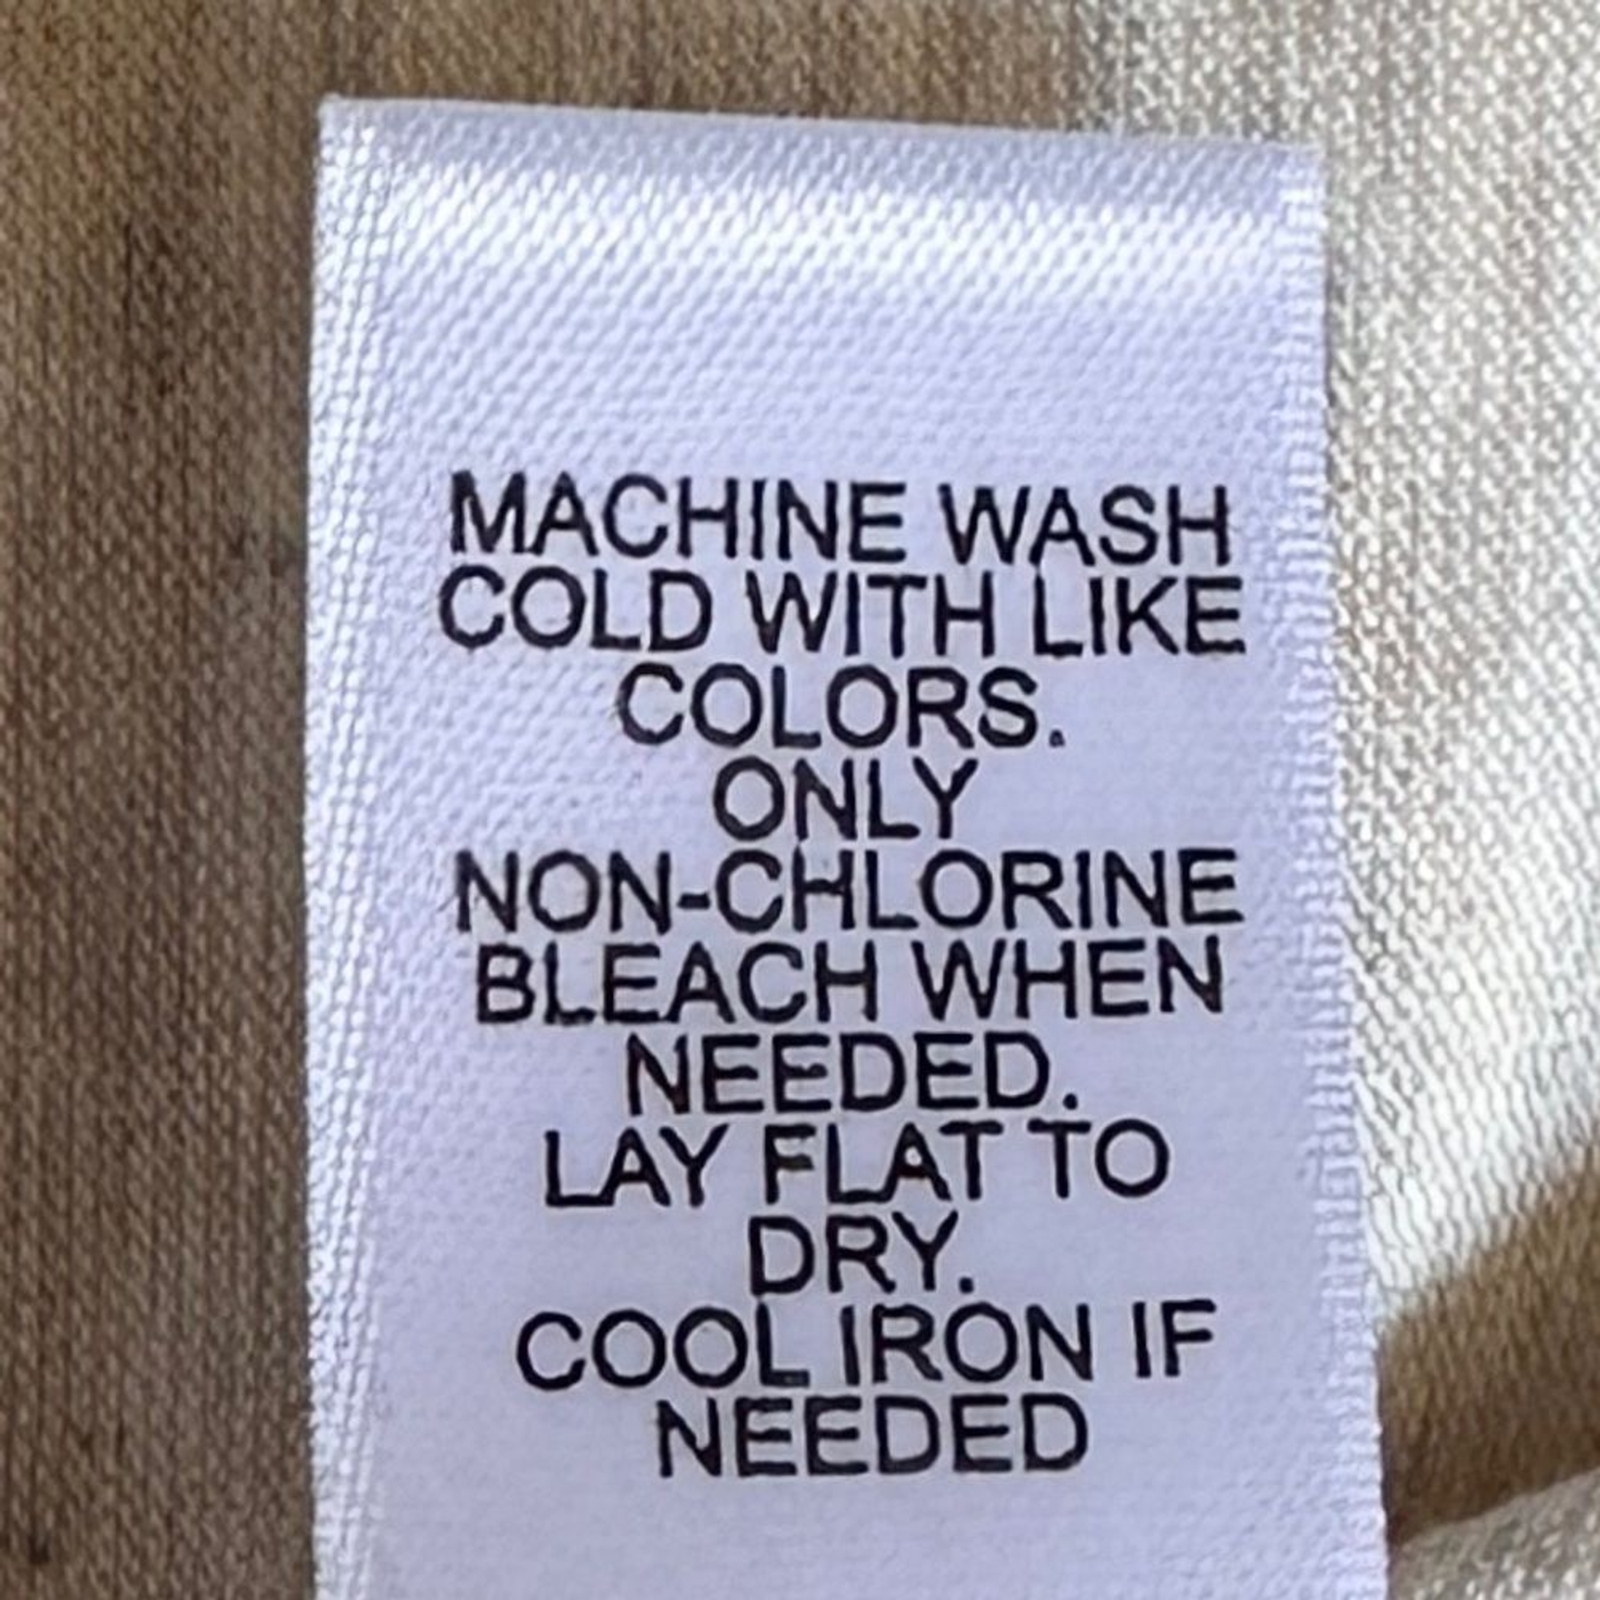 MACHINE WASH
COLD WITH LIKE
COLORS.
ONLY
NON-CHLORINE
BLEACH WHEN
NEEDED.
LAY FLAT TO
DRY.
COOL IRON IF
NEEDED